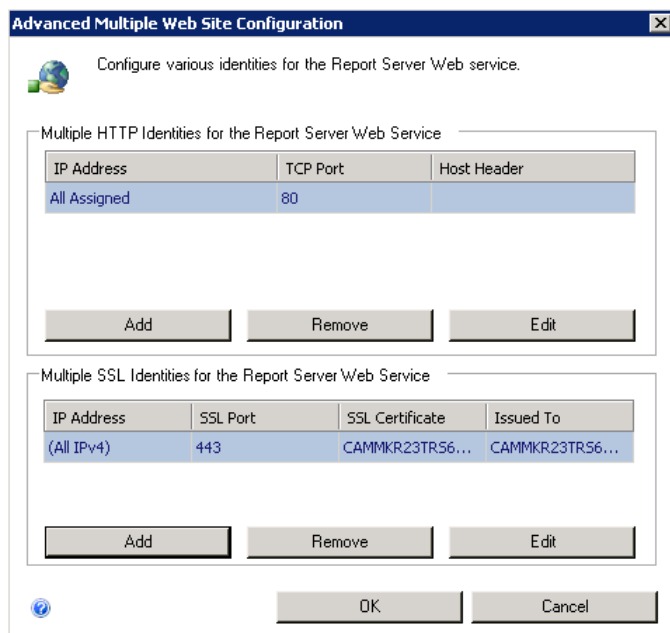 Advanced Multiple Web Site Configuration
Configure various identities for the Report Server Web service.
Multiple HTTP Identities for the Report Server Web Service
IP Address TCP Port Host Header
All Assigned 80
Add Remove Edit
Multiple SSL Identities for the Report Server Web Service
IP Address SSL Port SSL Certificate Issued To
(All IPv4) 443 CAMMKR23TRS6... CAMMKR23TRS6...
Add Remove Edit
OK Cancel